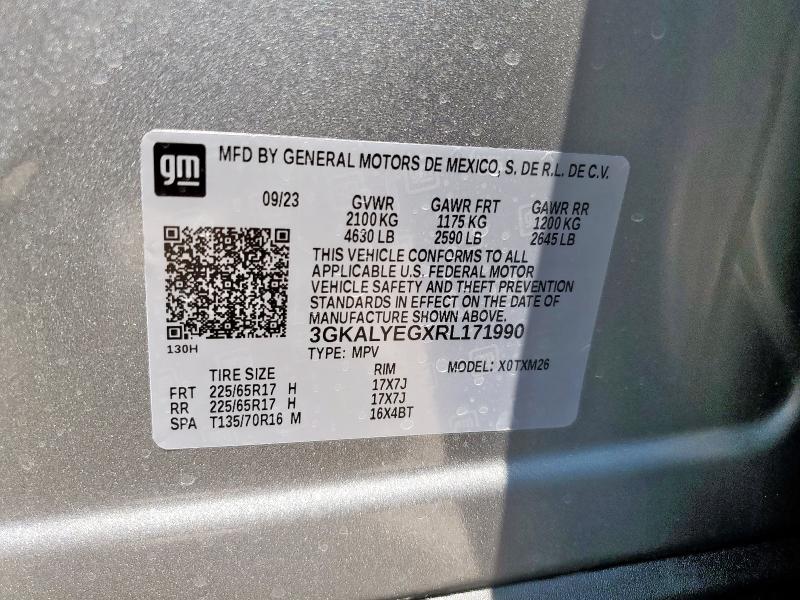 gm MFD BY GENERAL MOTORS DE MEXICO, S. DE R.L. DE C.V.
09/23 GVWR GAWR FRT GAWR RR
2100 KG 1175 KG 1200 KG
4630 LB 2590 LB 2645 LB
THIS VEHICLE CONFORMS TO ALL
APPLICABLE U.S. FEDERAL MOTOR
VEHICLE SAFETY AND THEFT PREVENTION
STANDARDS IN EFFECT ON THE DATE OF
MANUFACTURE SHOWN ABOVE.
130H 3GKALYEGXRL171990
TYPE: MPV MODEL: X0TXM26
TIRE SIZE RIM
FRT 225/65R17 H 17X7J
RR 225/65R17 H 17X7J
SPA T135/70R16 M 16X4BT